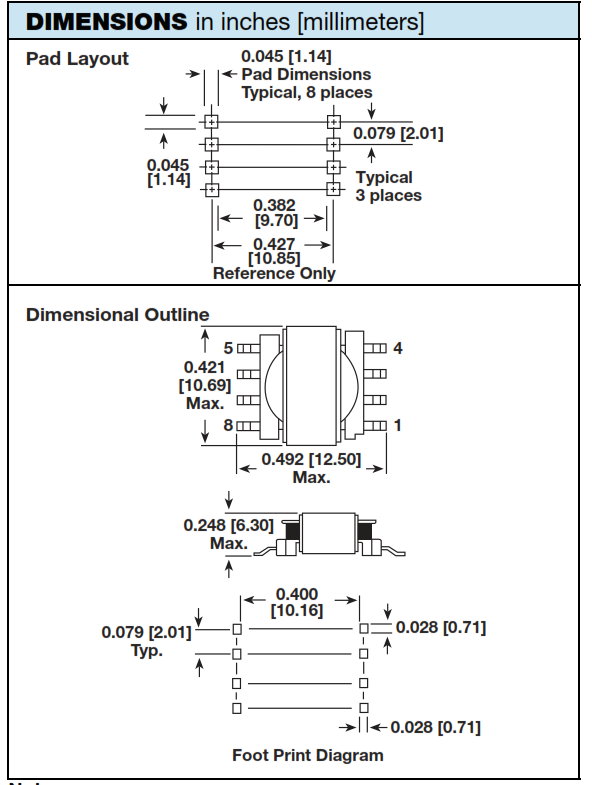 DIMENSIONS in inches [millimeters]
Pad Layout
0.045 [1.14]
Pad Dimensions
Typical, 8 places
0.079 [2.01]
0.045
[1.14]
Typical
3 places
0.382
[9.70]
0.427
[10.85]
Reference Only
Dimensional Outline
5
4
0.421
[10.69]
Max.
8
1
0.492 [12.50]
Max.
0.248 [6.30]
Max.
0.400
[10.16]
0.079 [2.01]
Typ.
0.028 [0.71]
0.028 [0.71]
Foot Print Diagram